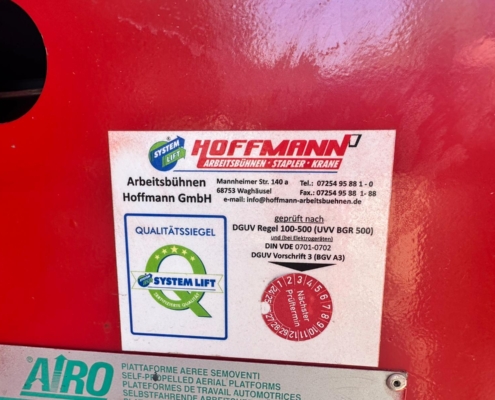 SYSTEM
LIFT
HOFFMANN
ARBEITSBÜHNEN · STAPLER · KRANE
Arbeitsbühnen
Hoffmann GmbH
Mannheimer Str. 140 a
68753 Waghäusel
Tel.: 07254 95 88 1 - 0
Fax.: 07254 95 88 1- 88
e-mail: info@hoffmann-arbeitsbuehnen.de
QUALITÄTSSIEGEL
SYSTEM LIFT
geprüft nach
DGUV Regel 100-500 (UVV BGR 500)
und (bei Elektrogeräten)
DIN VDE 0701-0702
DGUV Vorschrift 3 (BGV A3)
Nächster
Prüftermin
AIRO
PIATTAFORME AEREE SEMOVENTI
SELF-PROPELLED AERIAL PLATFORMS
PLATEFORMES DE TRAVAIL AUTOMOTRICES